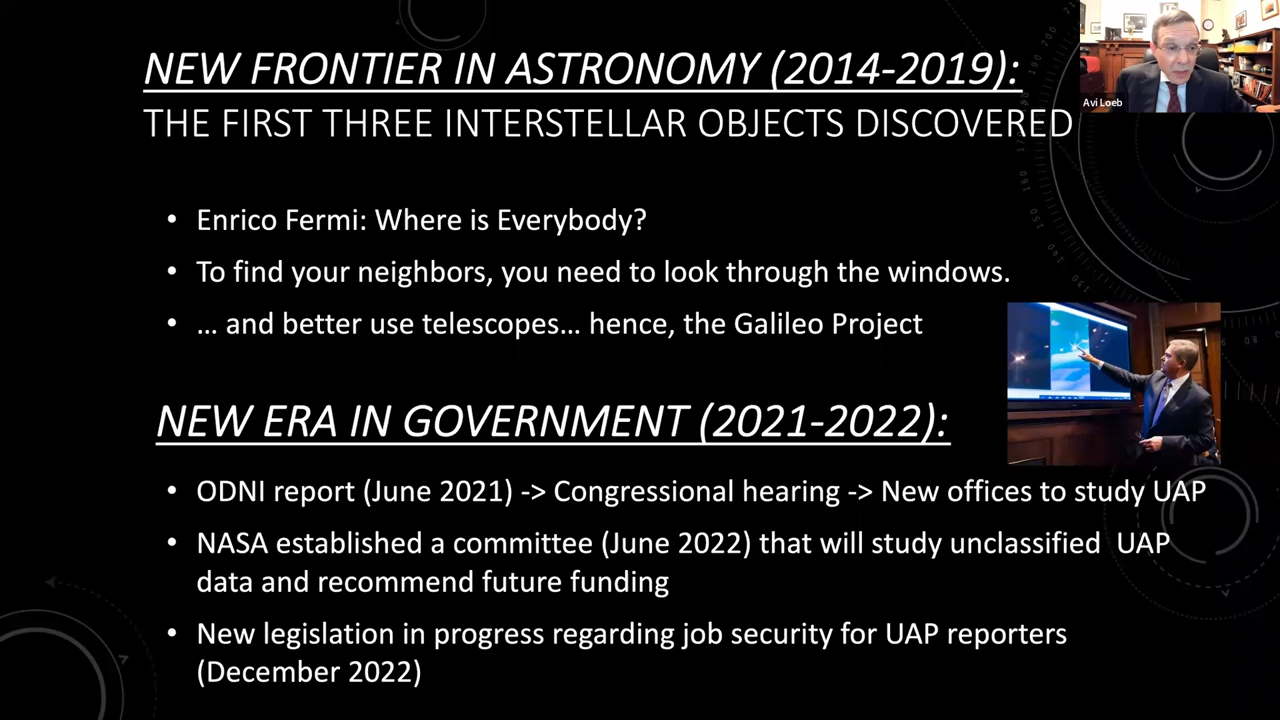 NEW FRONTIER IN ASTRONOMY (2014-2019):
THE FIRST THREE INTERSTELLAR OBJECTS DISCOVERED
Avi Loeb
• Enrico Fermi: Where is Everybody?
• To find your neighbors, you need to look through the windows.
• … and better use telescopes… hence, the Galileo Project
NEW ERA IN GOVERNMENT (2021-2022):
• ODNI report (June 2021) -> Congressional hearing -> New offices to study UAP
• NASA established a committee (June 2022) that will study unclassified UAP
data and recommend future funding
• New legislation in progress regarding job security for UAP reporters
(December 2022)